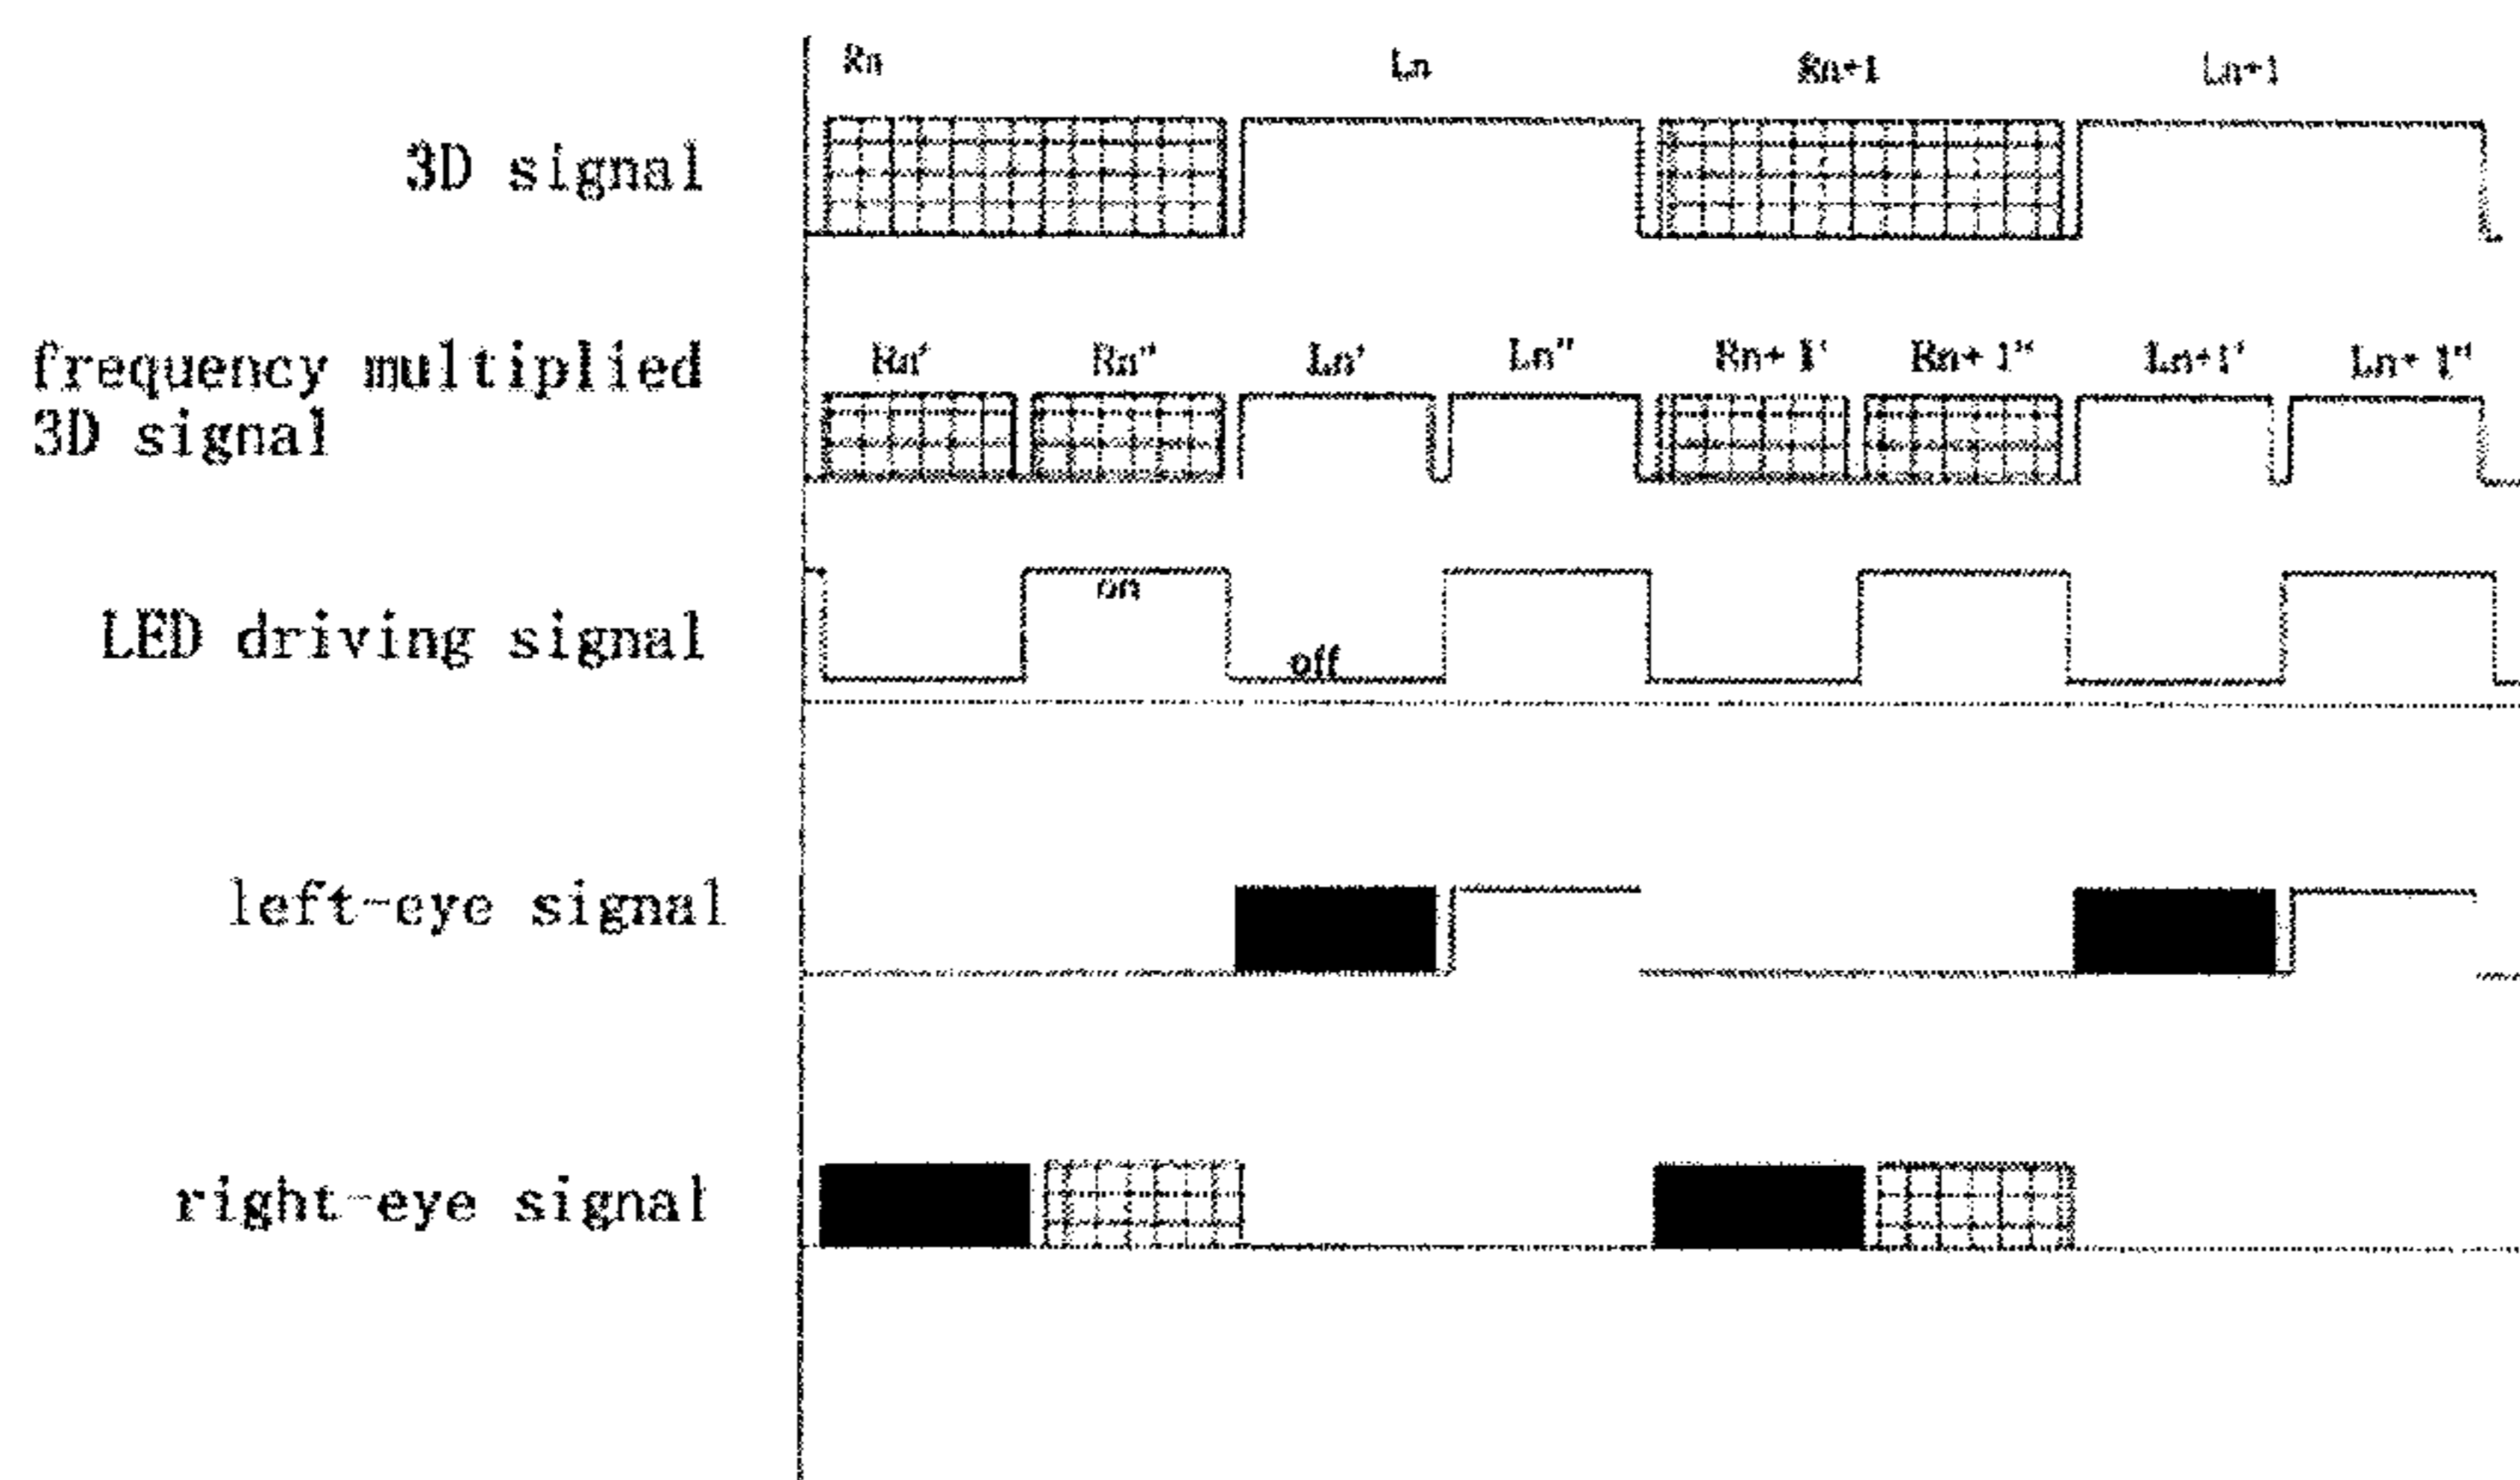 Rn Ln Rn+1 Ln+1
3D signal
frequency multiplied
3D signal
Rn' Rn" Ln' Ln" Rn+1' Rn+1" Ln+1' Ln+1"
LED driving signal
on
off
left-eye signal
right-eye signal